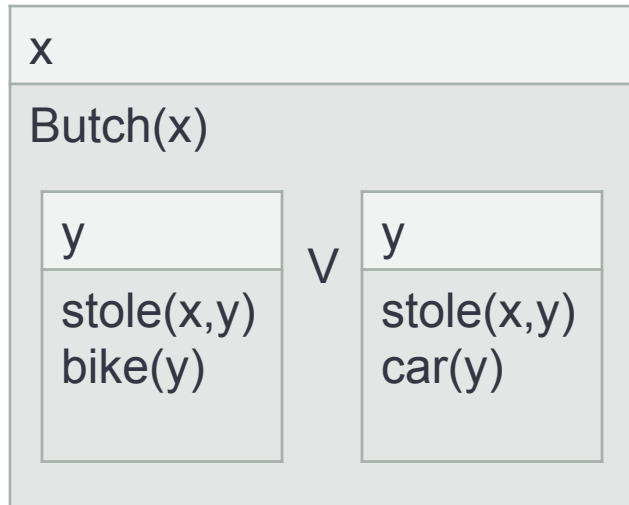 x
Butch(x)
y V y
stole(x,y) stole(x,y)
bike(y) car(y)